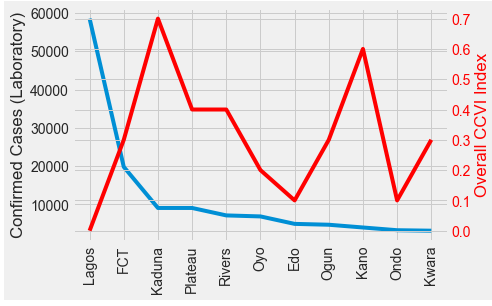 60000
50000
40000
30000
20000
10000
Confirmed Cases (Laboratory)
0.7
0.6
0.5
0.4
0.3
0.2
0.1
0.0
Overall CCVI Index
Lagos
FCT
Kaduna
Plateau
Rivers
Oyo
Edo
Ogun
Kano
Ondo
Kwara